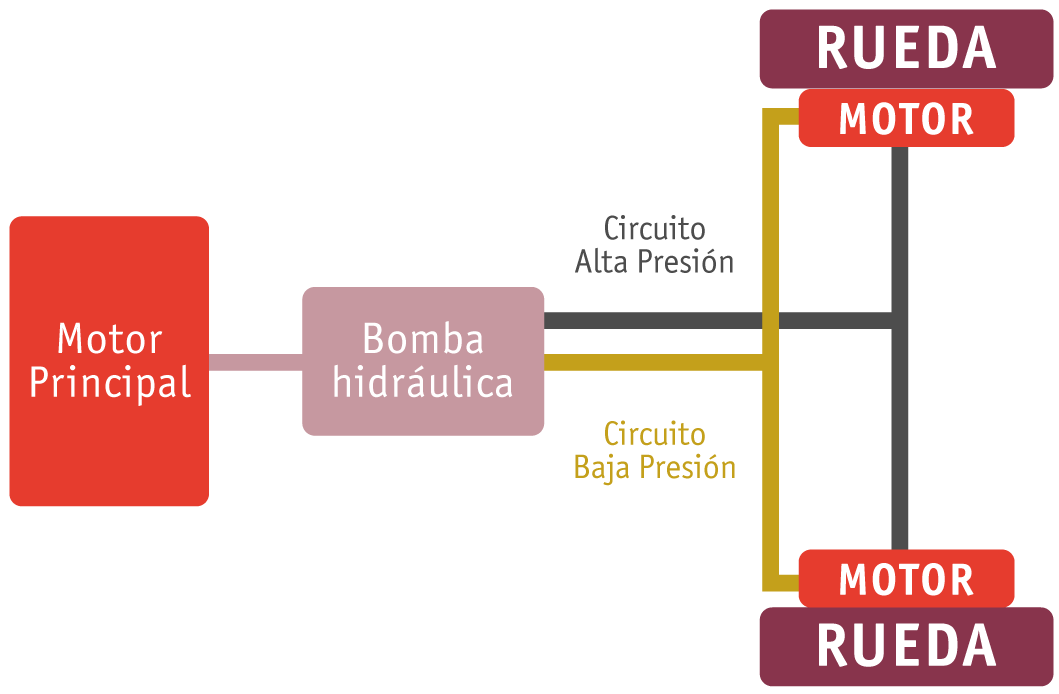 RUEDA
MOTOR
Circuito
Alta Presión
Motor
Principal
Bomba
hidráulica
Circuito
Baja Presión
MOTOR
RUEDA